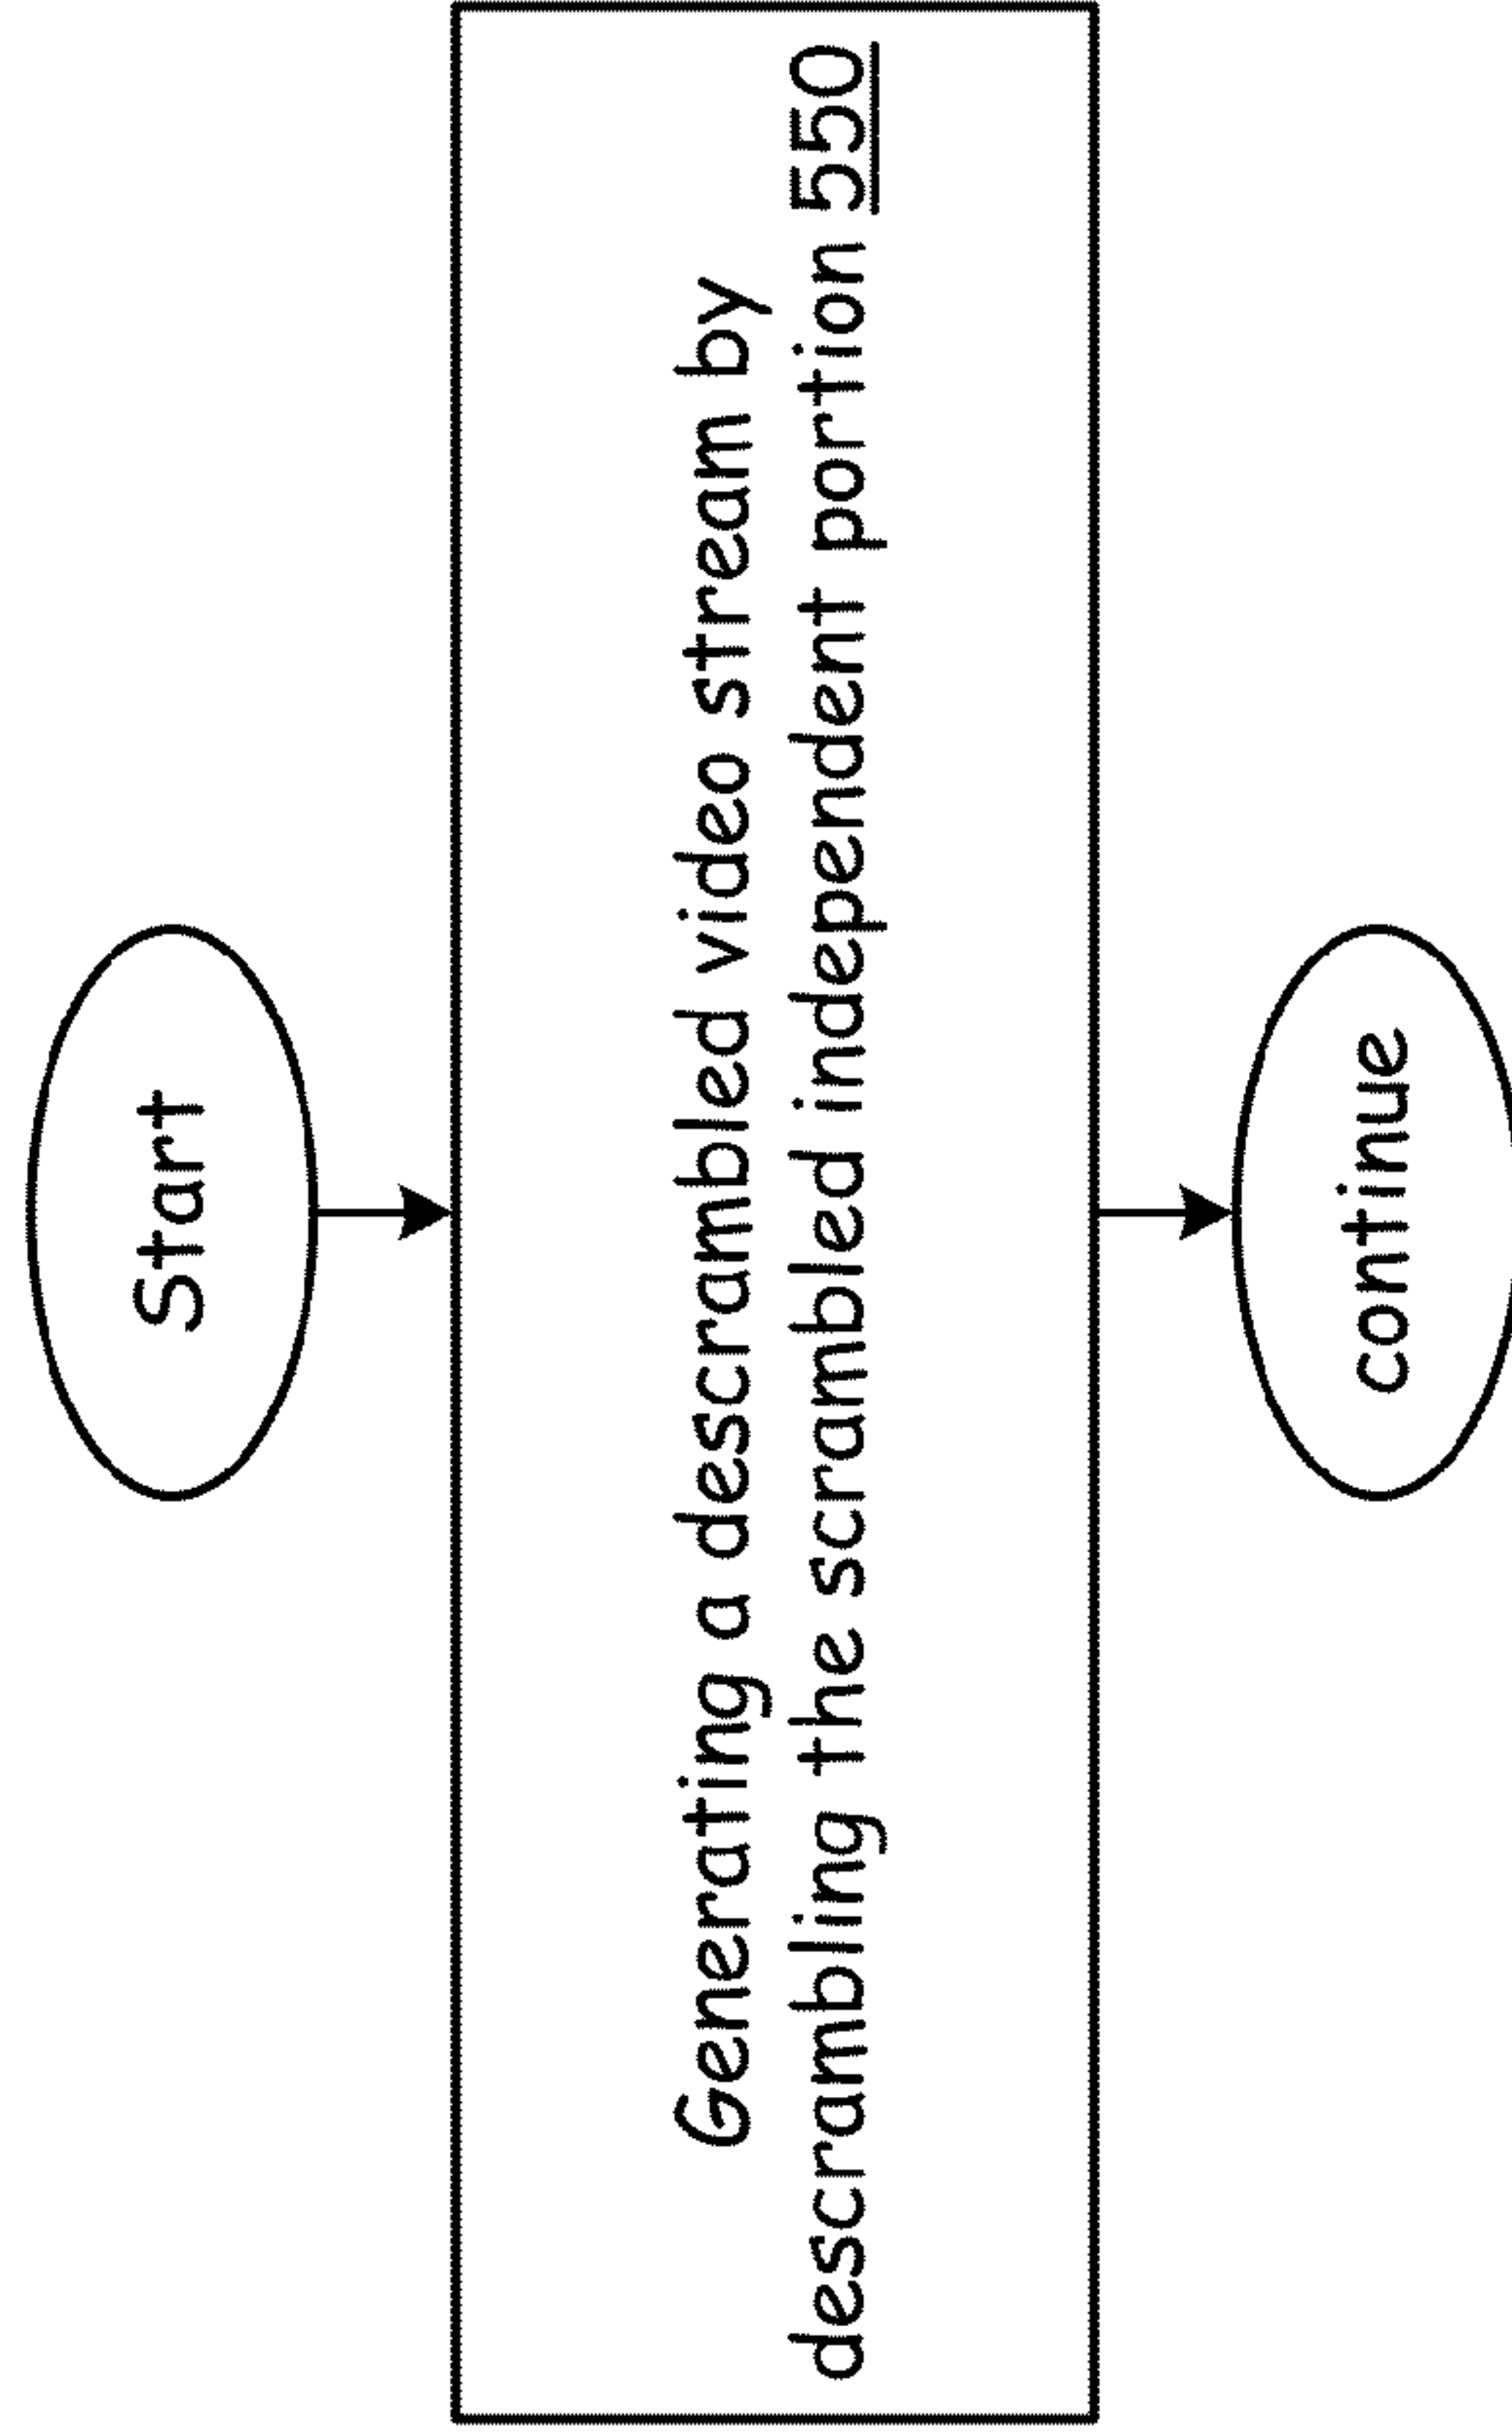 Start
Generating a descrambled video stream by
descrambling the scrambled independent portion 550
continue